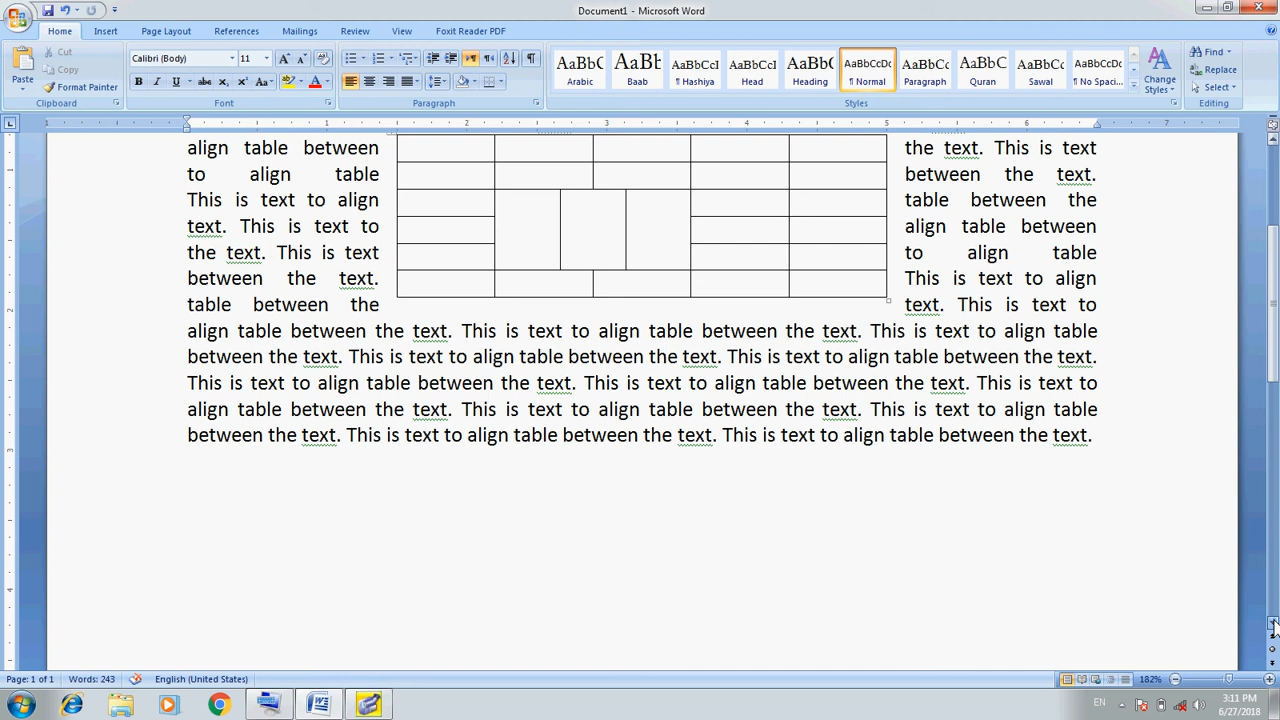 Document1 - Microsoft Word
Home Insert Page Layout References Mailings Review View Foxit Reader PDF
Paste
Cut
Copy
Format Painter
Clipboard
Calibri (Body) 11
Font
Paragraph
AaBbC AaBb( AaBbCcI AaBbCcI AaBbC AaBbCcDc AaBbCc AaBbC AaBbCc AaBbCcDc
Arabic Baab ¶ Hashiya Head Heading ¶ Normal Paragraph Quran Sawal ¶ No Spaci...
Styles
Change Styles
Find
Replace
Select
Editing
1 1 2 3 4 5 6 7
align table between
to align table
This is text to align
text. This is text to
the text. This is text
between the text.
table between the
the text. This is text
between the text.
table between the
align table between
to align table
This is text to align
text. This is text to
align table between the text. This is text to align table between the text. This is text to align table
between the text. This is text to align table between the text. This is text to align table between the text.
This is text to align table between the text. This is text to align table between the text. This is text to
align table between the text. This is text to align table between the text. This is text to align table
between the text. This is text to align table between the text. This is text to align table between the text.
Page: 1 of 1 Words: 243 English (United States) 182%
EN 3:11 PM
6/27/2018